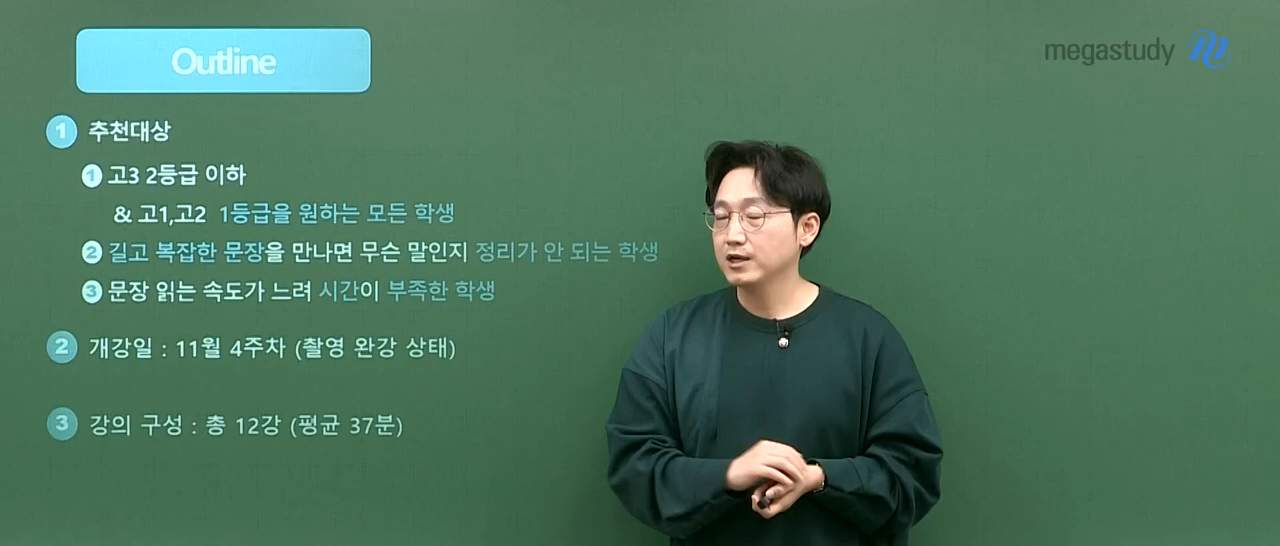 Outline
megastudy
1 추천대상
1 고3 2등급 이하
& 고1,고2 1등급을 원하는 모든 학생
2 길고 복잡한 문장을 만나면 무슨 말인지 정리가 안 되는 학생
3 문장 읽는 속도가 느려 시간이 부족한 학생
2 개강일 : 11월 4주차 (촬영 완강 상태)
3 강의 구성 : 총 12강 (평균 37분)